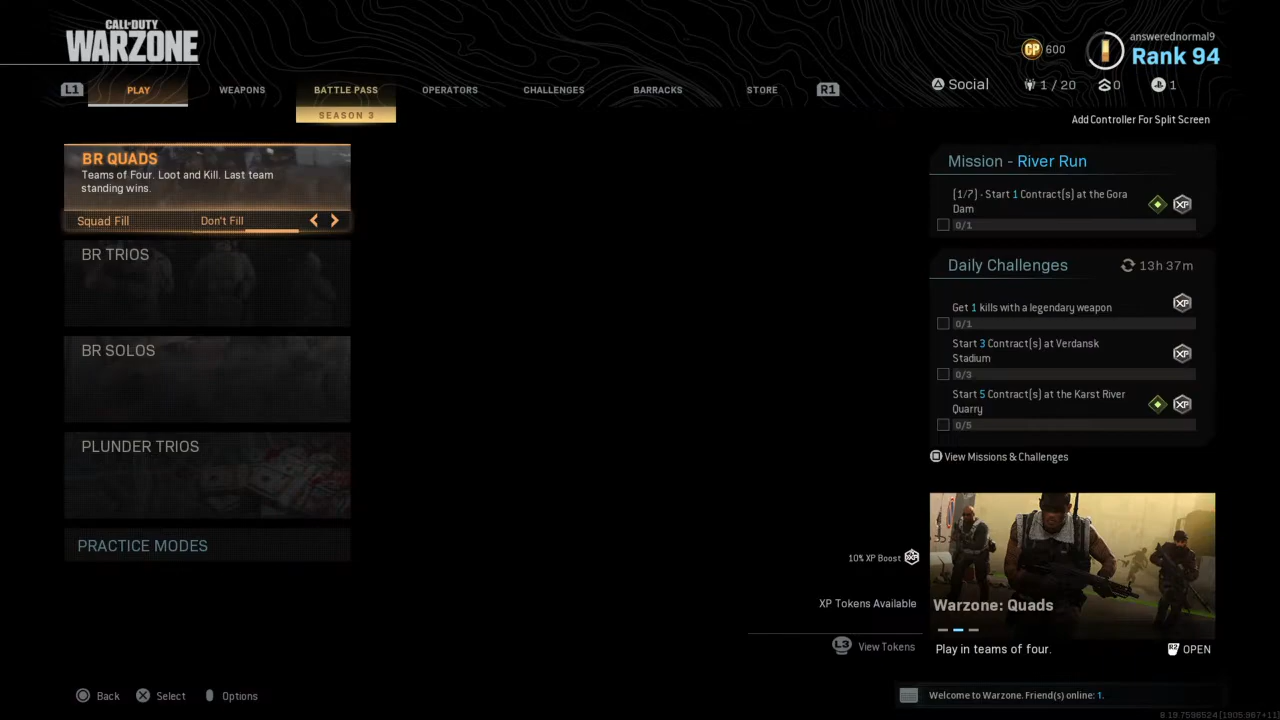 CALL OF DUTY
WARZONE
CP 600
answerednormal9
Rank 94
L1
PLAY
WEAPONS
BATTLE PASS
SEASON 3
OPERATORS
CHALLENGES
BARRACKS
STORE
R1
Social
1 / 20
0
1
Add Controller For Split Screen
BR QUADS
Teams of Four. Loot and Kill. Last team
standing wins.
Squad Fill
Don't Fill
BR TRIOS
BR SOLOS
PLUNDER TRIOS
PRACTICE MODES
Mission - River Run
(1/7) - Start 1 Contract(s) at the Gora
Dam
XP
0/1
Daily Challenges
13h 37m
Get 1 kills with a legendary weapon
XP
0/1
Start 3 Contract(s) at Verdansk
Stadium
XP
0/3
Start 5 Contract(s) at the Karst River
Quarry
XP
0/5
View Missions & Challenges
10% XP Boost
XP Tokens Available
L3 View Tokens
Warzone: Quads
Play in teams of four.
R2 OPEN
Back
Select
Options
Welcome to Warzone. Friend(s) online: 1.